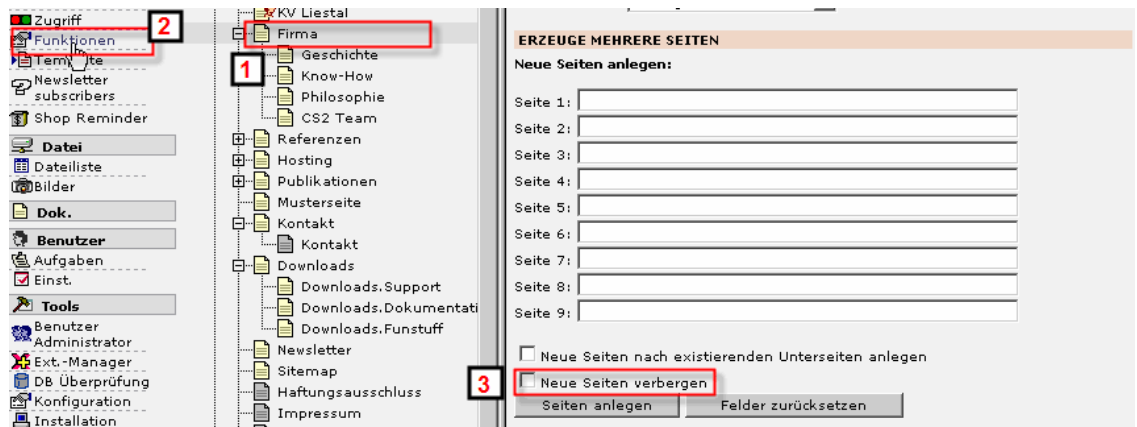 Zugriff
2
Funktionen
Newsletter
subscribers
Shop Reminder
Datei
Dateiliste
Bilder
Dok.
Benutzer
Aufgaben
Einst.
Tools
Benutzer
Administrator
Ext.-Manager
DB Überprüfung
Konfiguration
Installation
KV Liestal
Firma
1
Geschichte
Know-How
Philosophie
CS2 Team
Referenzen
Hosting
Publikationen
Musterseite
Kontakt
Kontakt
Downloads
Downloads.Support
Downloads.Dokumentati
Downloads.Funstuff
Newsletter
Sitemap
Haftungsausschluss
Impressum
ERZEUGE MEHRERE SEITEN
Neue Seiten anlegen:
Seite 1:
Seite 2:
Seite 3:
Seite 4:
Seite 5:
Seite 6:
Seite 7:
Seite 8:
Seite 9:
Neue Seiten nach existierenden Unterseiten anlegen
3
Neue Seiten verbergen
Seiten anlegen
Felder zurücksetzen